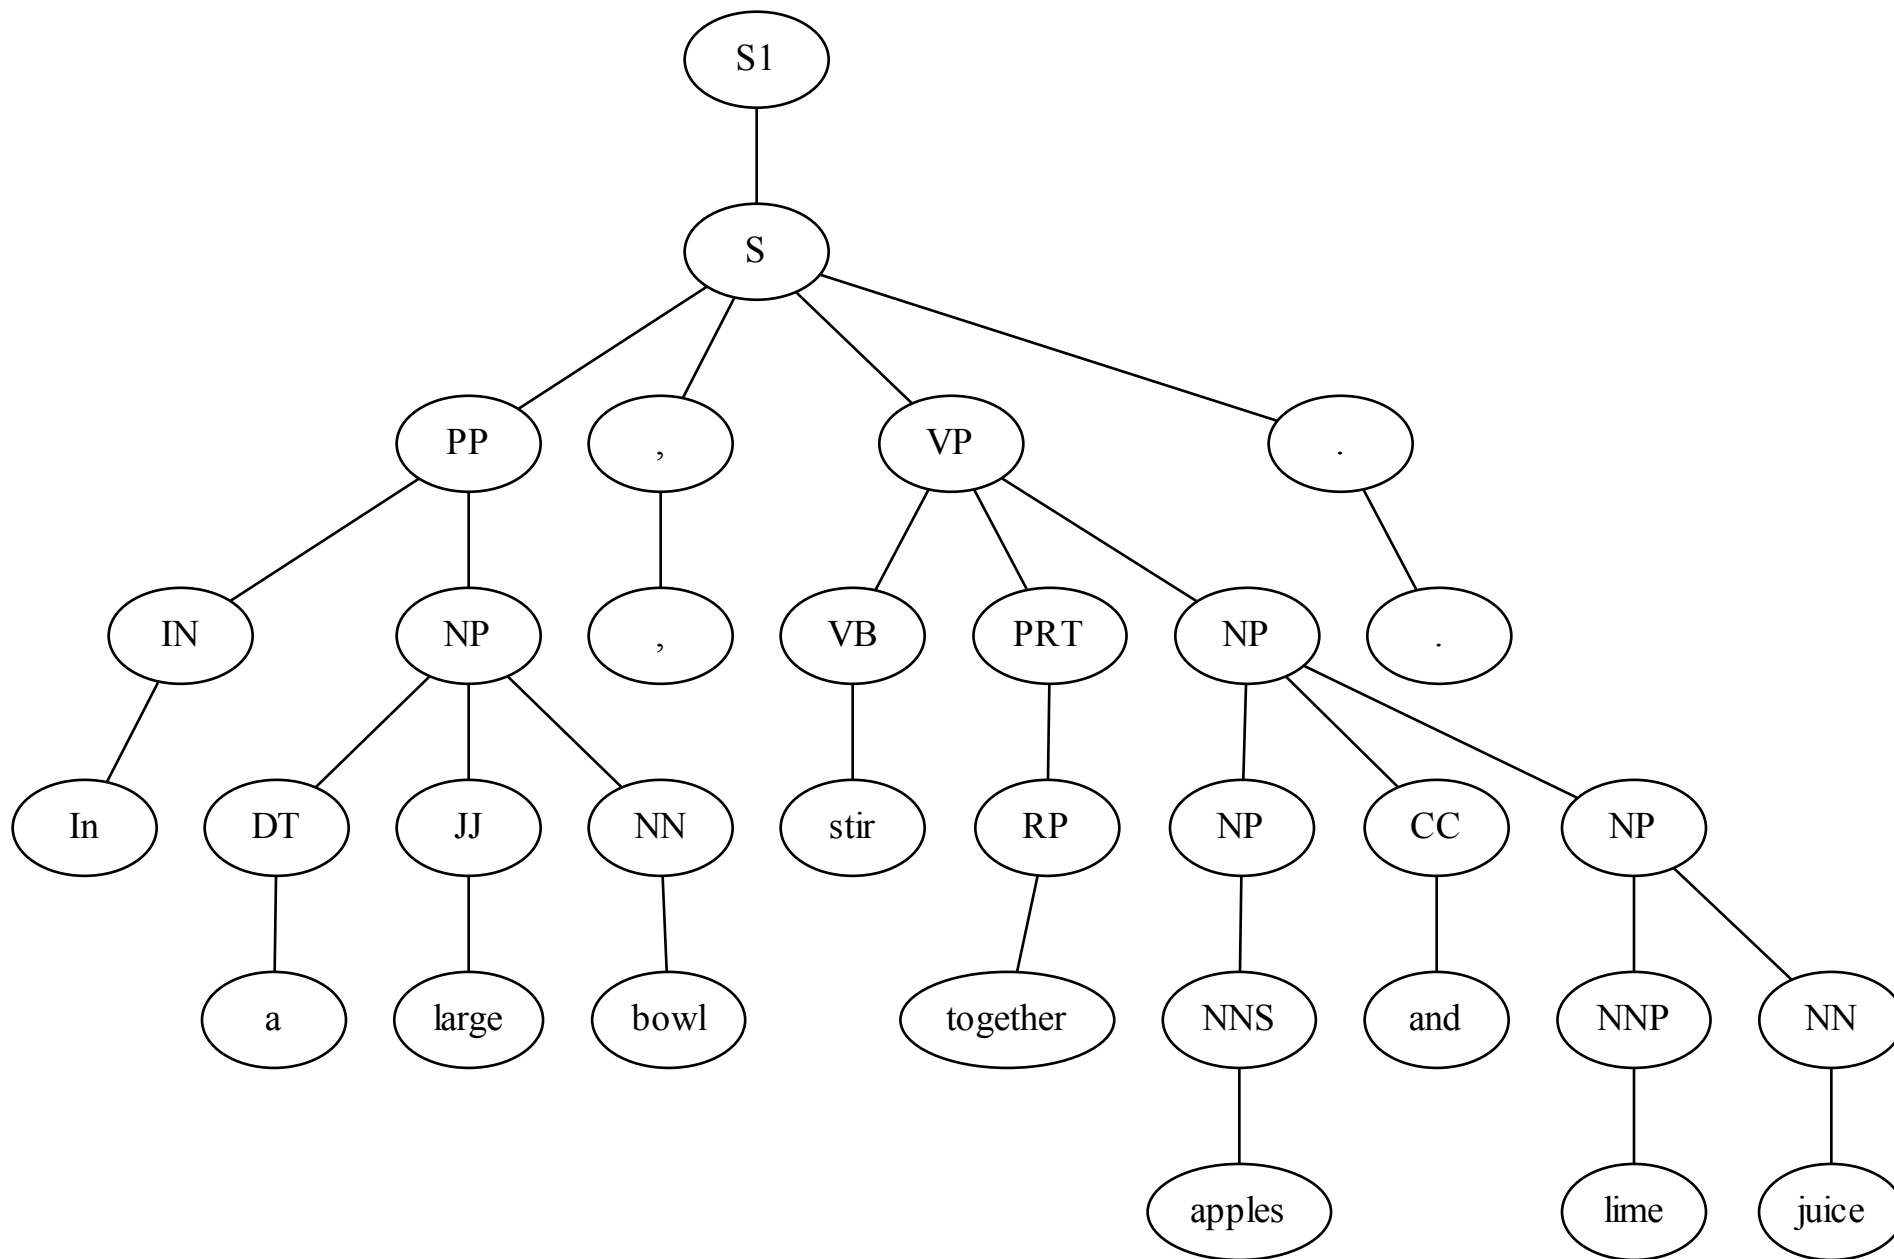 S1
S
PP , VP .
IN NP , VB PRT NP .
In DT JJ NN stir RP NP CC NP
a large bowl together NNS and NNP NN
apples lime juice